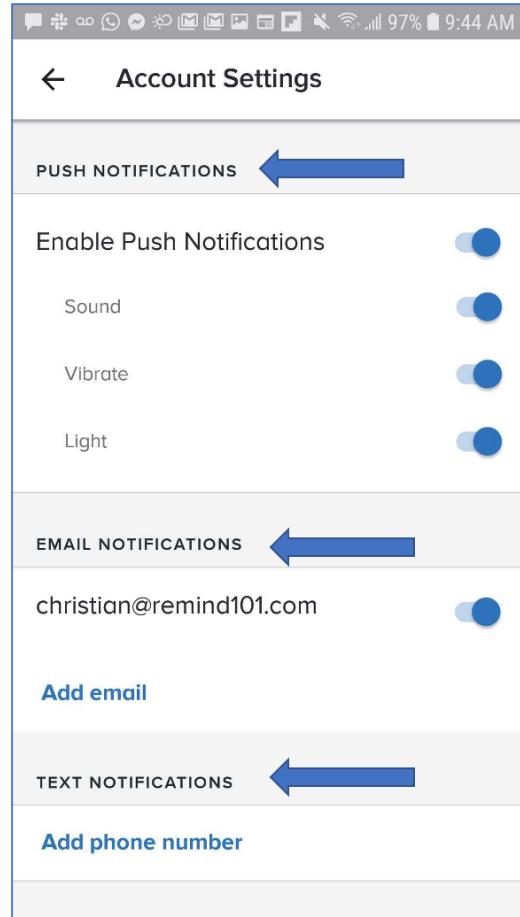 97% 9:44 AM
Account Settings
PUSH NOTIFICATIONS
Enable Push Notifications
Sound
Vibrate
Light
EMAIL NOTIFICATIONS
christian@remind101.com
Add email
TEXT NOTIFICATIONS
Add phone number